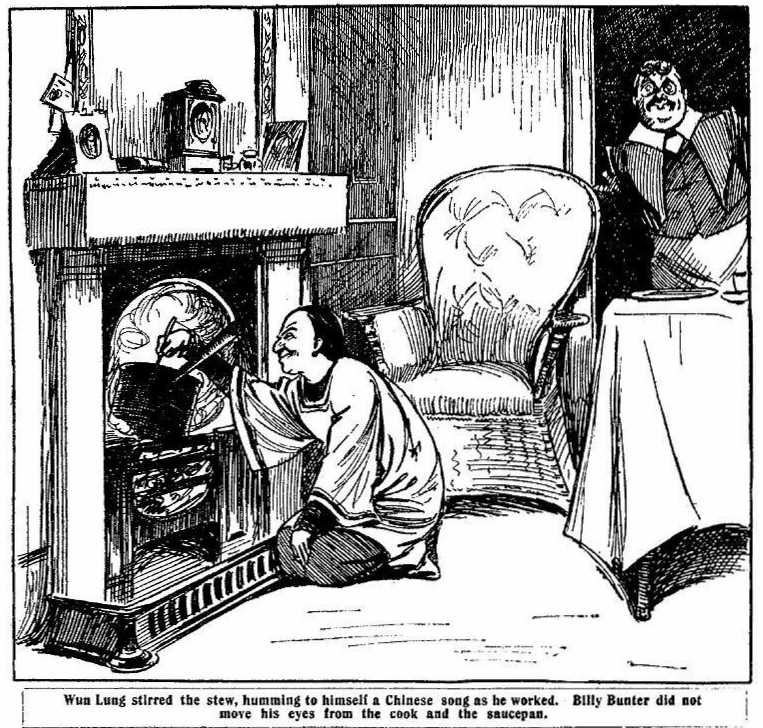 Wun Lung stirred the stew, humming to himself a Chinese song as he worked. Billy Bunter did not
move his eyes from the cook and the saucepan.